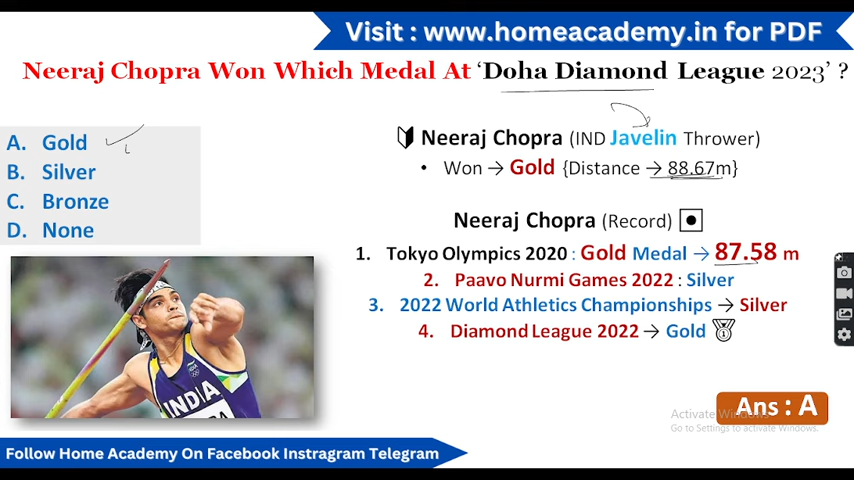 Visit : www.homeacademy.in for PDF
Neeraj Chopra Won Which Medal At ‘Doha Diamond League 2023’ ?
A. Gold
B. Silver
C. Bronze
D. None
Neeraj Chopra (IND Javelin Thrower)
• Won → Gold {Distance → 88.67m}
Neeraj Chopra (Record)
1. Tokyo Olympics 2020 : Gold Medal → 87.58 m
2. Paavo Nurmi Games 2022 : Silver
3. 2022 World Athletics Championships → Silver
4. Diamond League 2022 → Gold
INDIA
Ans : A
Activate Windows
Go to Settings to activate Windows.
Follow Home Academy On Facebook Instragram Telegram